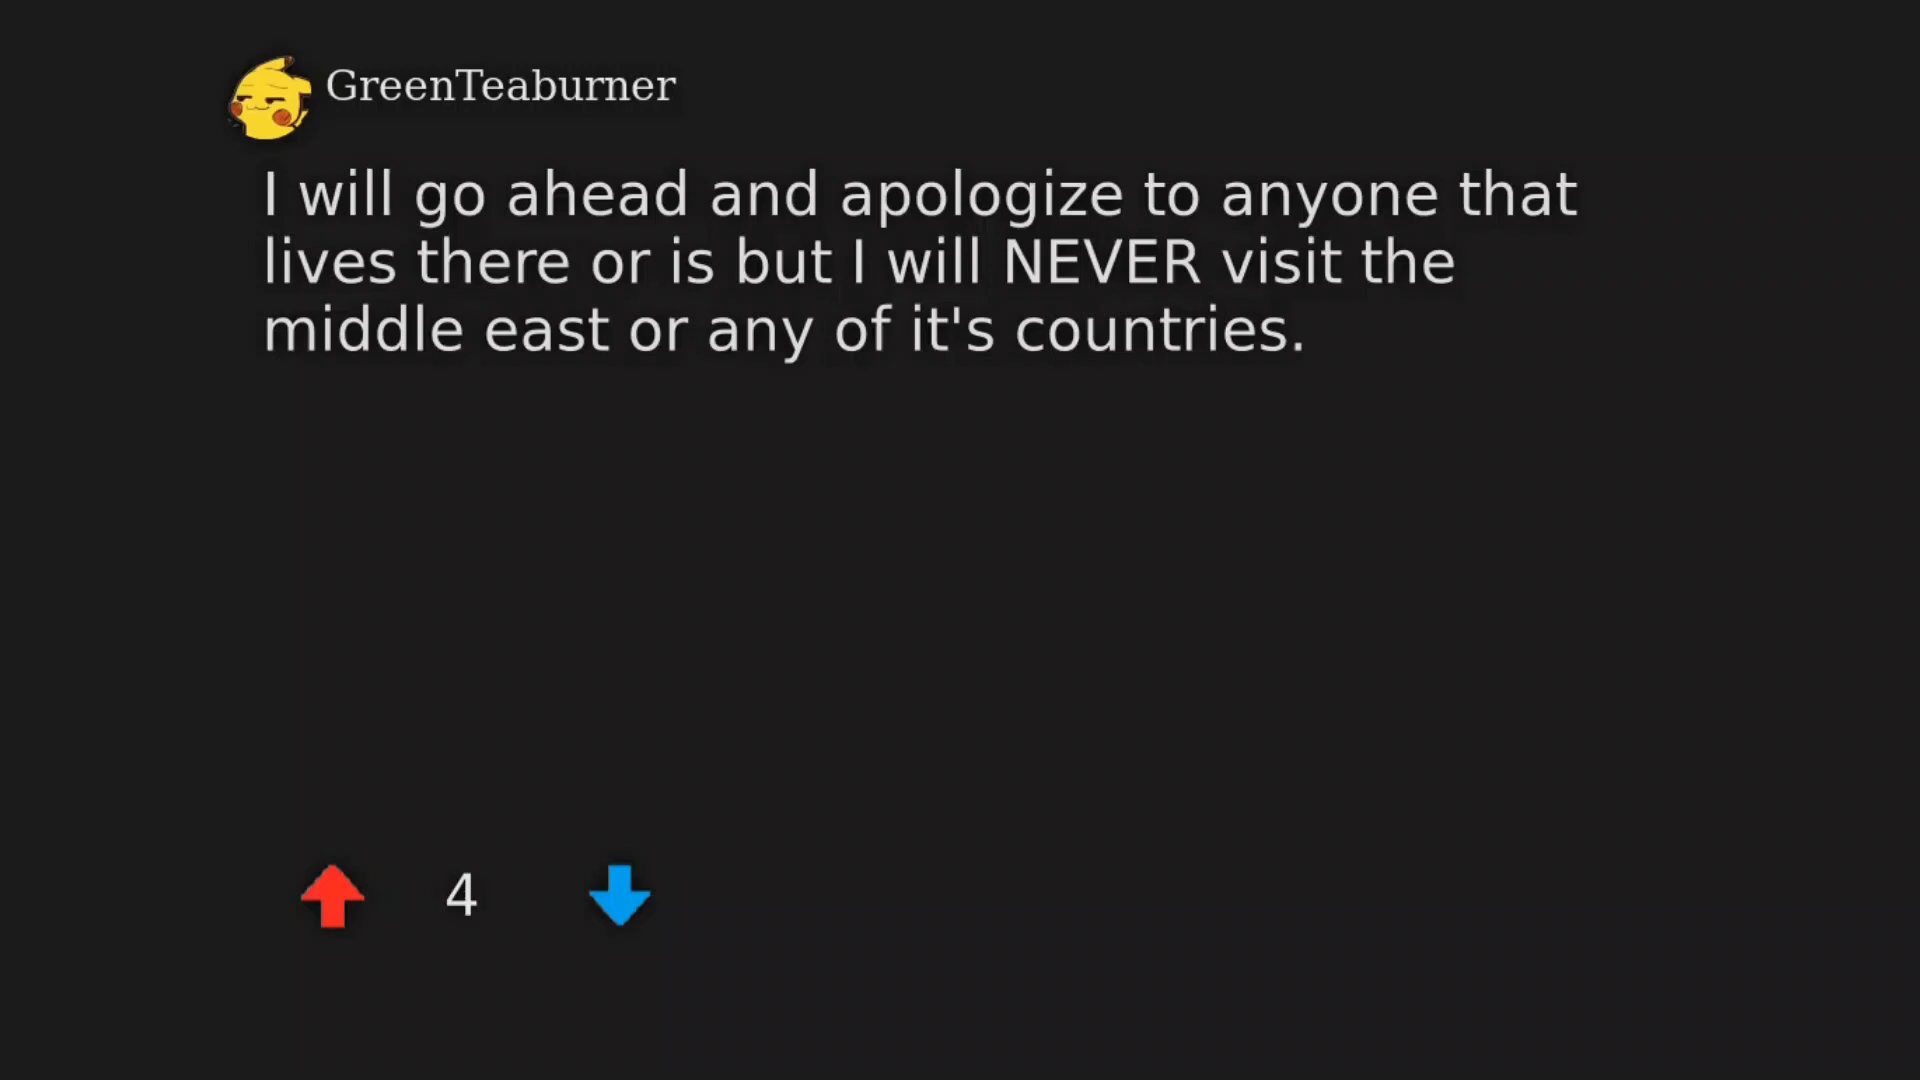 GreenTeaburner
I will go ahead and apologize to anyone that
lives there or is but I will NEVER visit the
middle east or any of it's countries.
4